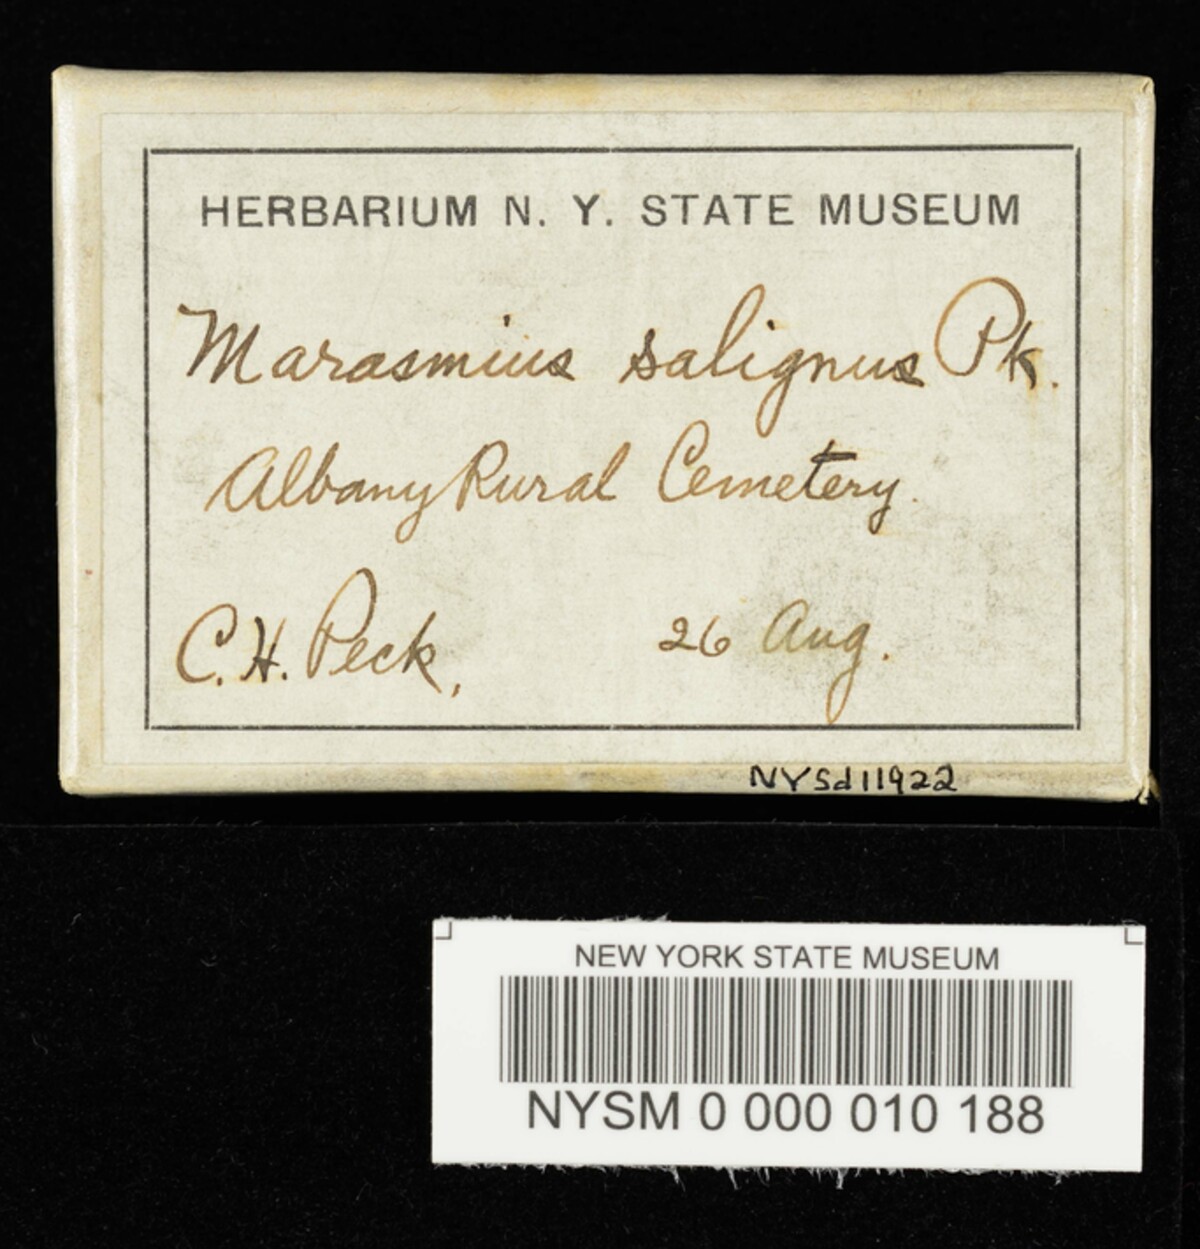 HERBARIUM N. Y. STATE MUSEUM
Marasmius salignus Pk.
Albany Rural Cemetery.
C. H. Peck, 26 Aug.
NYSd11922
NEW YORK STATE MUSEUM
NYSM 0 000 010 188